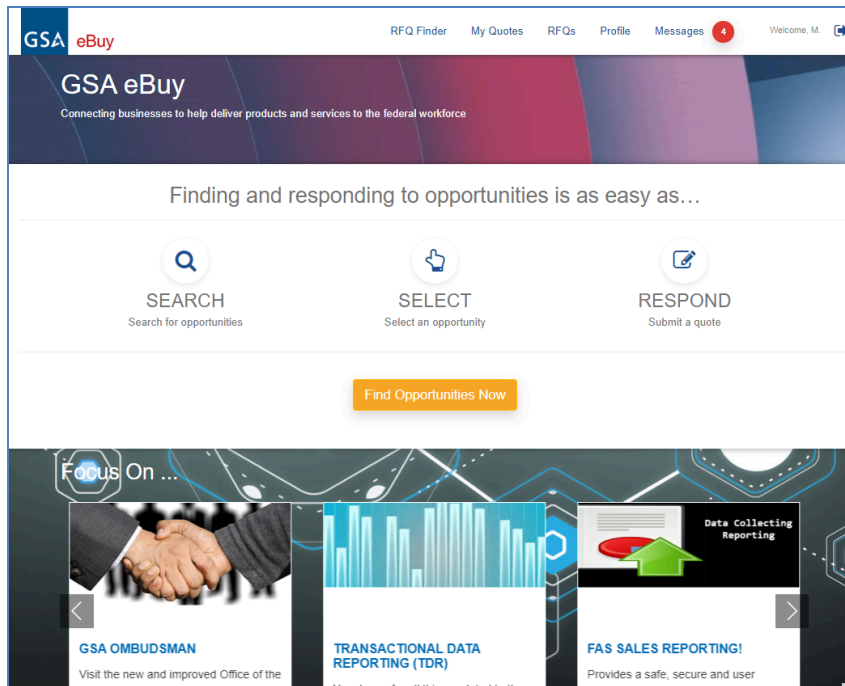 GSA eBuy
RFQ Finder My Quotes RFQs Profile Messages 4 Welcome, M.
GSA eBuy
Connecting businesses to help deliver products and services to the federal workforce
Finding and responding to opportunities is as easy as…
SEARCH
Search for opportunities
SELECT
Select an opportunity
RESPOND
Submit a quote
Find Opportunities Now
Focus On ...
Data Collecting
Reporting
GSA OMBUDSMAN
Visit the new and improved Office of the
TRANSACTIONAL DATA
REPORTING (TDR)
FAS SALES REPORTING!
Provides a safe, secure and user